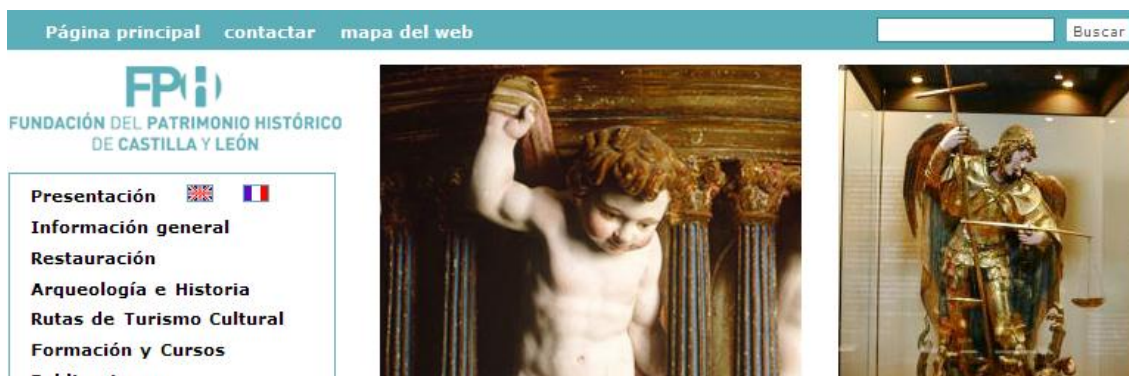 Página principal contactar mapa del web
Buscar
FPH
FUNDACIÓN DEL PATRIMONIO HISTÓRICO
DE CASTILLA Y LEÓN
Presentación
Información general
Restauración
Arqueología e Historia
Rutas de Turismo Cultural
Formación y Cursos